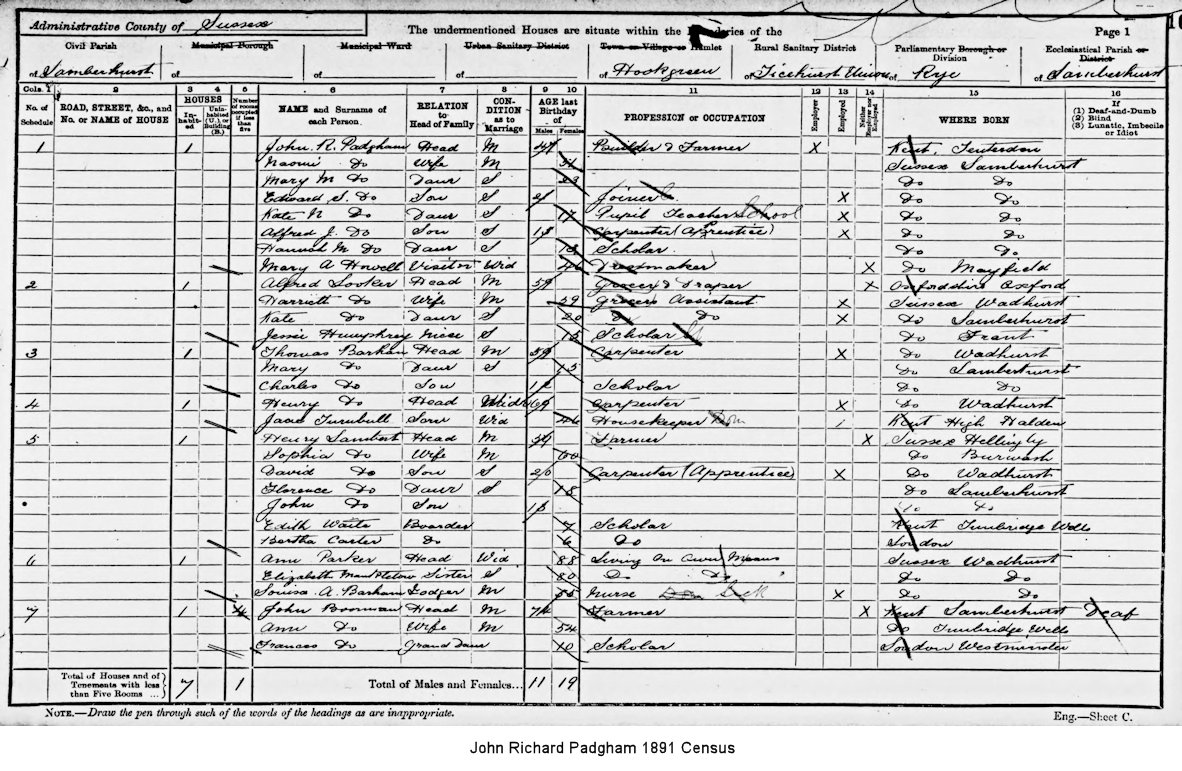 Administrative County of Sussex
The undermentioned Houses are situate within the Boundaries of the
Page 1
Civil Parish
Municipal Borough
Municipal Ward
Urban Sanitary District
Town or Village or Hamlet
Rural Sanitary District
Parliamentary Borough or Division
Ecclesiastical Parish or District
of Lamberhurst
of
of
of
of Hookgreen
of Ticehurst Union
of Rye
of Lamberhurst
Cols. 1 2 3 4 5 6 7 8 9 10 11 12 13 14 15 16
No. of Schedule
ROAD, STREET, &c., and No. or NAME of HOUSE
HOUSES
Inhabited
Uninhabited (U.), or Building (B.)
Number of rooms occupied if less than five
NAME and Surname of each Person.
RELATION to Head of Family
CONDITION as to Marriage
AGE last Birthday of
Males Females
PROFESSION or OCCUPATION
Employer
Employed
Neither Employer nor Employed
WHERE BORN
If (1) Deaf-and-Dumb (2) Blind (3) Lunatic, Imbecile or Idiot
1 1 John. R. Padgham Head M 47 Builder & Farmer X Kent Tenterden
Naomi Do Wife M Sussex Lamberhurst
Mary M Do Daur S 23 Do Do
Edward S. Do Son S 21 Joiner X Do Do
Kate N Do Daur S 17 Pupil Teacher School X Do Do
Alfred J. Do Son S 15 Carpenter (Apprentice) X Do Do
Hannah M Do Daur S 13 Scholar Do Do
Mary A Howell Visitor Wid 46 Dressmaker X Do Mayfield
2 1 Alfred Looker Head M 59 Grocer & Draper X Oxfordshire Oxford
Harriett Do Wife M 59 Grocers Assistant X Sussex Wadhurst
Kate Do Daur S 20 Do Do X Do Lamberhurst
Jessie Humphrey Niece S 15 Scholar Do Frant
3 1 Thomas Barham Head M 59 Carpenter X Do Wadhurst
Mary Do Daur S 15 Do Lamberhurst
Charles Do Son 12 Scholar Do Do
4 1 Henry Do Head Widr 69 Carpenter X Do Wadhurst
Jane Turnbull Wid 46 Housekeeper Kent High Halden
5 1 Henry Lambert Head M 59 Farmer X Sussex Hellingly
Sophia Do Wife M 60 Do Burwash
David Do Son S 20 Carpenter (Apprentice) X Do Wadhurst
Florence Do Daur S 18 Do Lamberhurst
John Do Son 13 Do Do
Edith Waite Boarder 7 Scholar Kent Tunbridge Wells
Bertha Carter Do 6 Do London
6 1 Ann Parker Head Wid 88 Living On Own Means Sussex Wadhurst
Elizabeth Sister S 80 Do Do Do Do
Louisa A. Barham Lodger M 55 Nurse Sick X Do Do
7 1 4 John Boorman Head M 74 Farmer X Kent Lamberhurst Deaf
Ann Do Wife M 54 Do Tunbridge Wells
Frances Do Grand Daur 10 Scholar London Westminster
Total of Houses and of Tenements with less than Five Rooms ... 7 1
Total of Males and Females... 11 19
NOTE.—Draw the pen through such of the words of the headings as are inappropriate.
Eng.—Sheet C.
John Richard Padgham 1891 Census